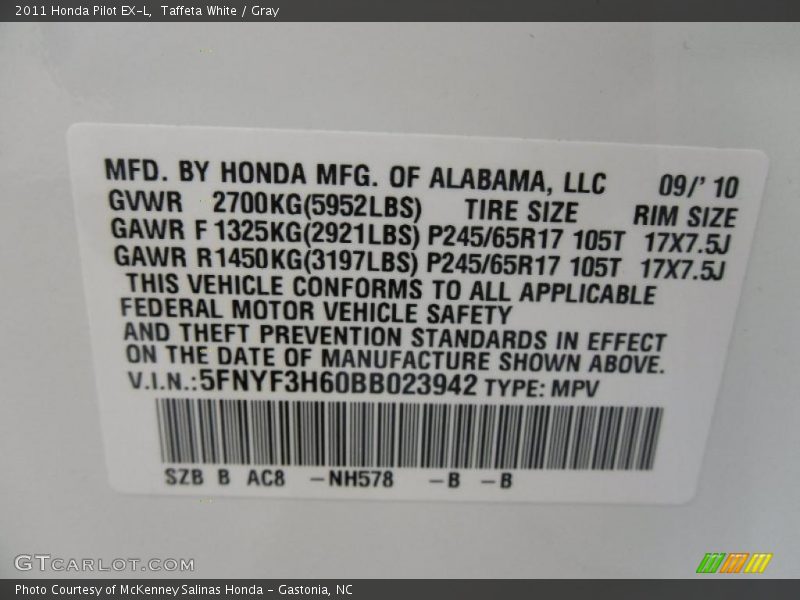 2011 Honda Pilot EX-L, Taffeta White / Gray
MFD. BY HONDA MFG. OF ALABAMA, LLC 09/' 10
GVWR 2700KG(5952LBS) TIRE SIZE RIM SIZE
GAWR F 1325KG(2921LBS) P245/65R17 105T 17X7.5J
GAWR R1450KG(3197LBS) P245/65R17 105T 17X7.5J
THIS VEHICLE CONFORMS TO ALL APPLICABLE
FEDERAL MOTOR VEHICLE SAFETY
AND THEFT PREVENTION STANDARDS IN EFFECT
ON THE DATE OF MANUFACTURE SHOWN ABOVE.
V.I.N.:5FNYF3H60BB023942 TYPE: MPV
SZB B AC8 -NH578 -B -B
GTCarLot.com
Photo Courtesy of McKenney Salinas Honda - Gastonia, NC